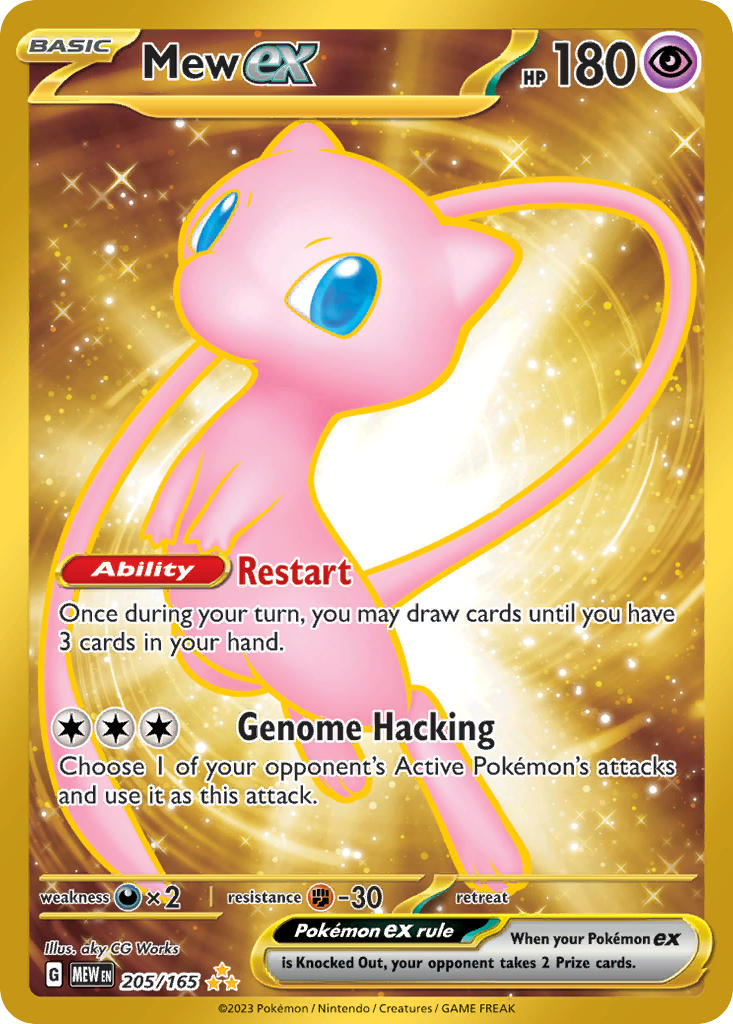 BASIC
Mew ex
HP 180
Ability Restart
Once during your turn, you may draw cards until you have
3 cards in your hand.
Genome Hacking
Choose 1 of your opponent's Active Pokémon's attacks
and use it as this attack.
weakness ×2 resistance -30 retreat
Pokémon ex rule
When your Pokémon ex
is Knocked Out, your opponent takes 2 Prize cards.
Illus. aky CG Works
G MEW EN 205/165
©2023 Pokémon / Nintendo / Creatures / GAME FREAK